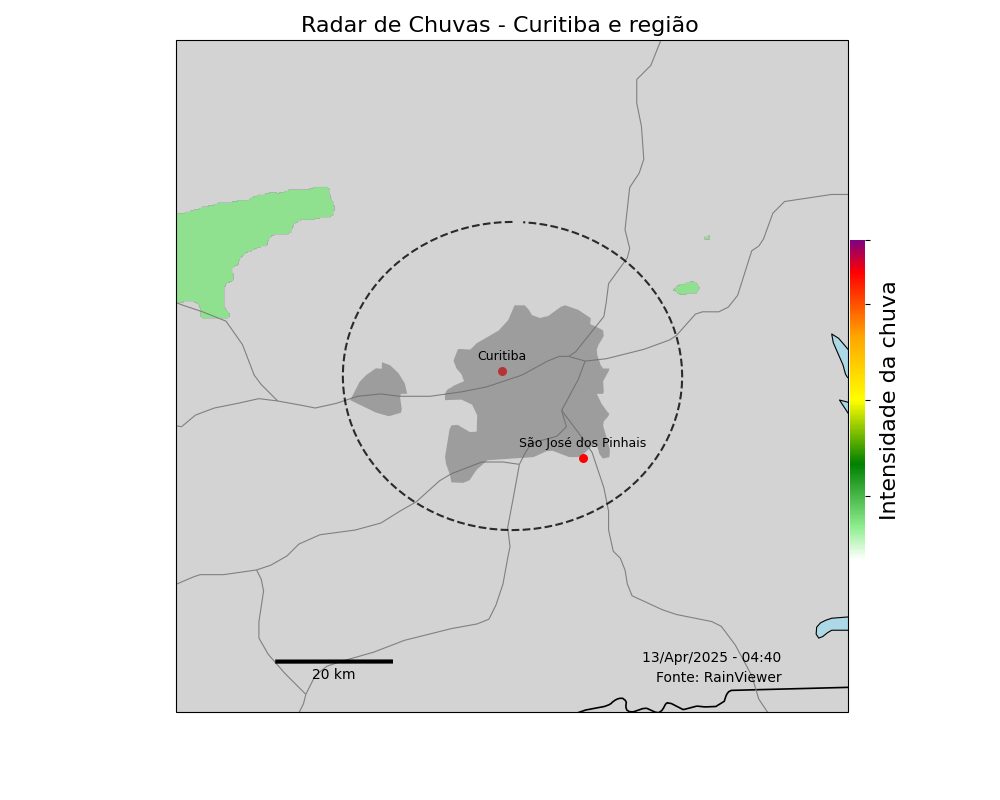 Radar de Chuvas - Curitiba e região
Curitiba
São José dos Pinhais
Intensidade da chuva
13/Apr/2025 - 04:40
Fonte: RainViewer
20 km